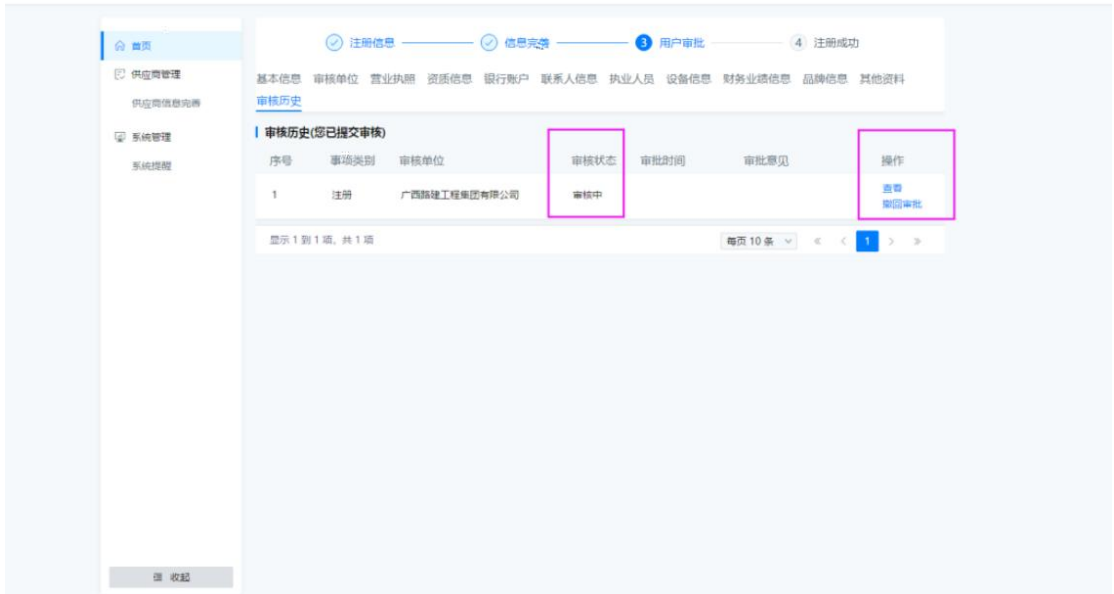 首页
供应商管理
供应商信息完善
系统管理
系统提醒
收起
注册信息 信息完善 3 用户审批 4 注册成功
基本信息 审核单位 营业执照 资质信息 银行账户 联系人信息 执业人员 设备信息 财务业绩信息 品牌信息 其他资料
审核历史
审核历史(您已提交审核)
序号 事项类别 审核单位 审核状态 审批时间 审批意见 操作
1 注册 广西路建工程集团有限公司 审核中 查看
撤回审批
显示 1 到 1 项, 共 1 项 每页 10 条 « < 1 > »